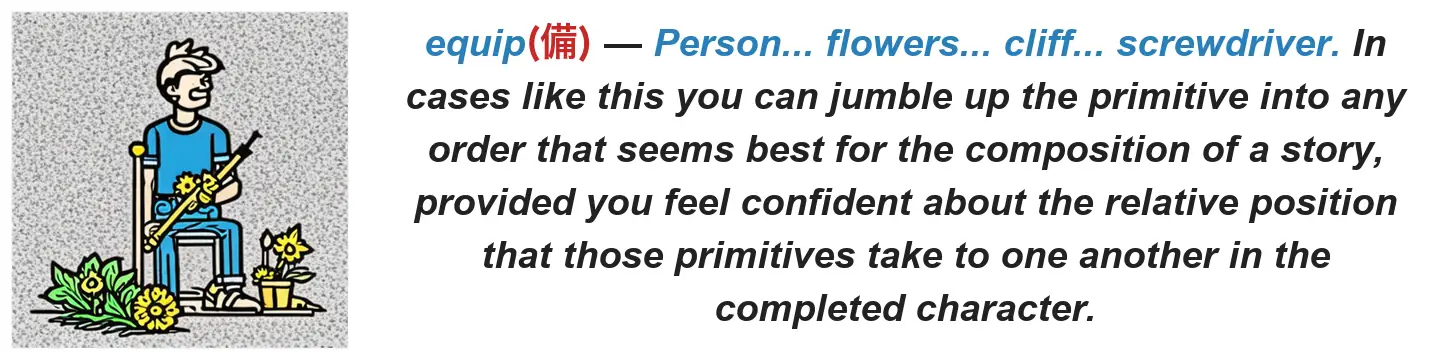 equip(備) — Person... flowers... cliff... screwdriver. In
cases like this you can jumble up the primitive into any
order that seems best for the composition of a story,
provided you feel confident about the relative position
that those primitives take to one another in the
completed character.